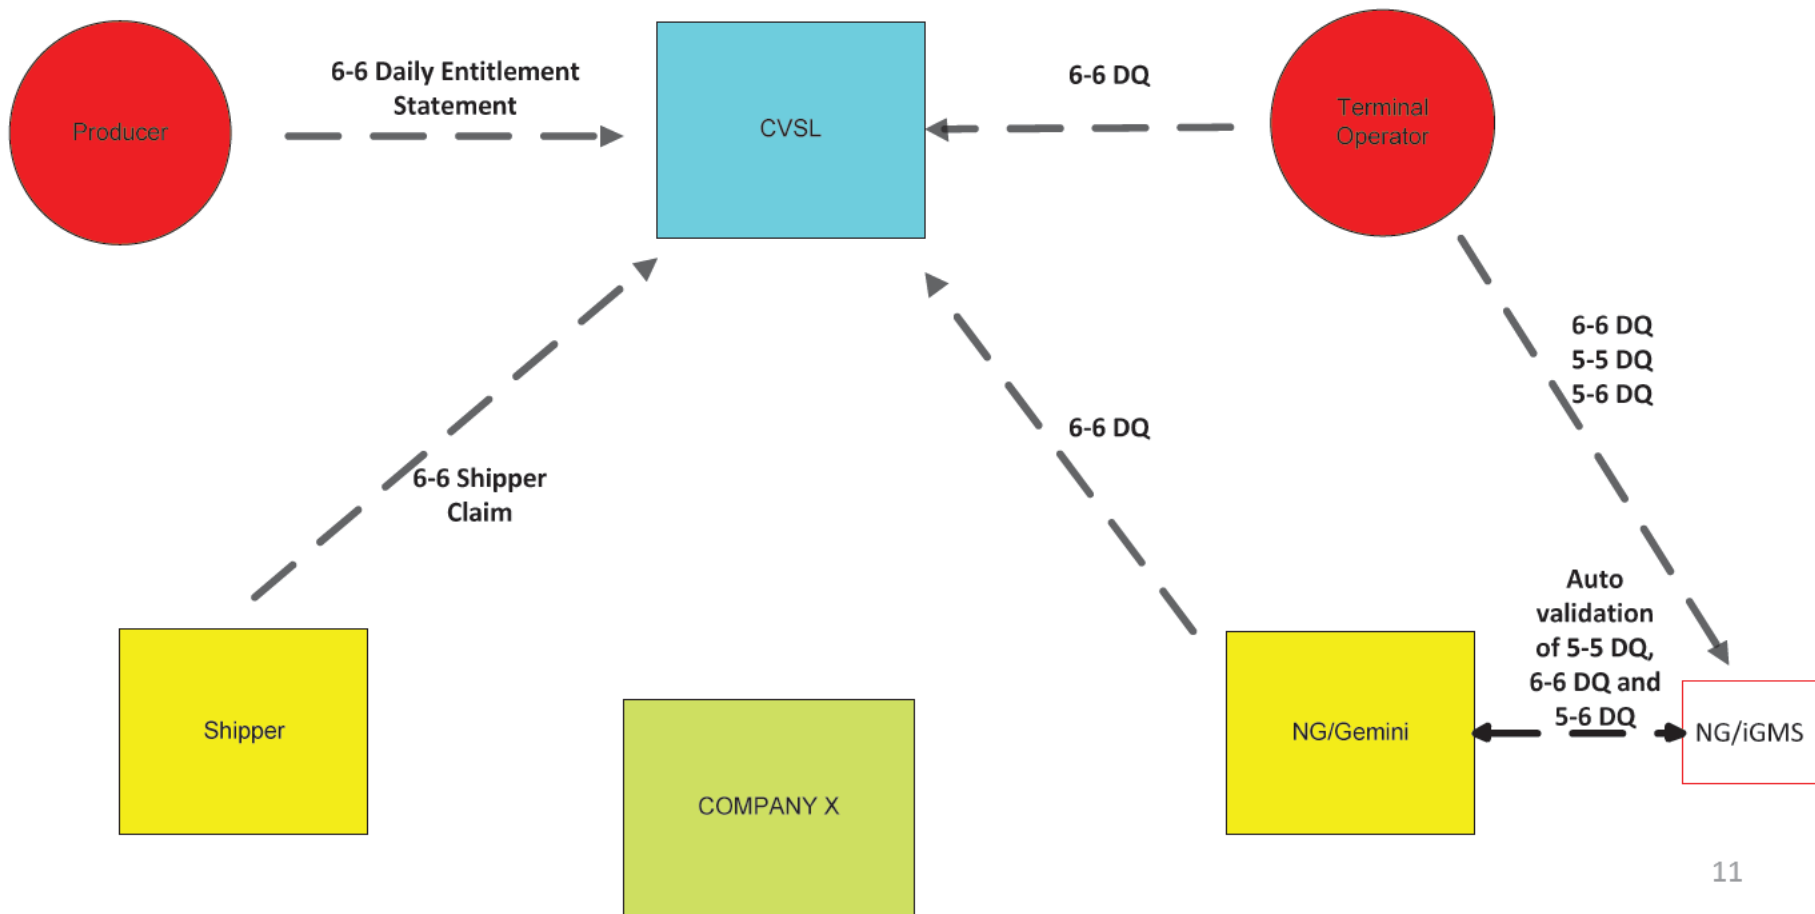 Producer
6-6 Daily Entitlement
Statement
CVSL
6-6 DQ
Terminal
Operator
6-6 DQ
5-5 DQ
5-6 DQ
6-6 DQ
6-6 Shipper
Claim
Auto
validation
of 5-5 DQ,
6-6 DQ and
5-6 DQ
Shipper
COMPANY X
NG/Gemini
NG/iGMS
11